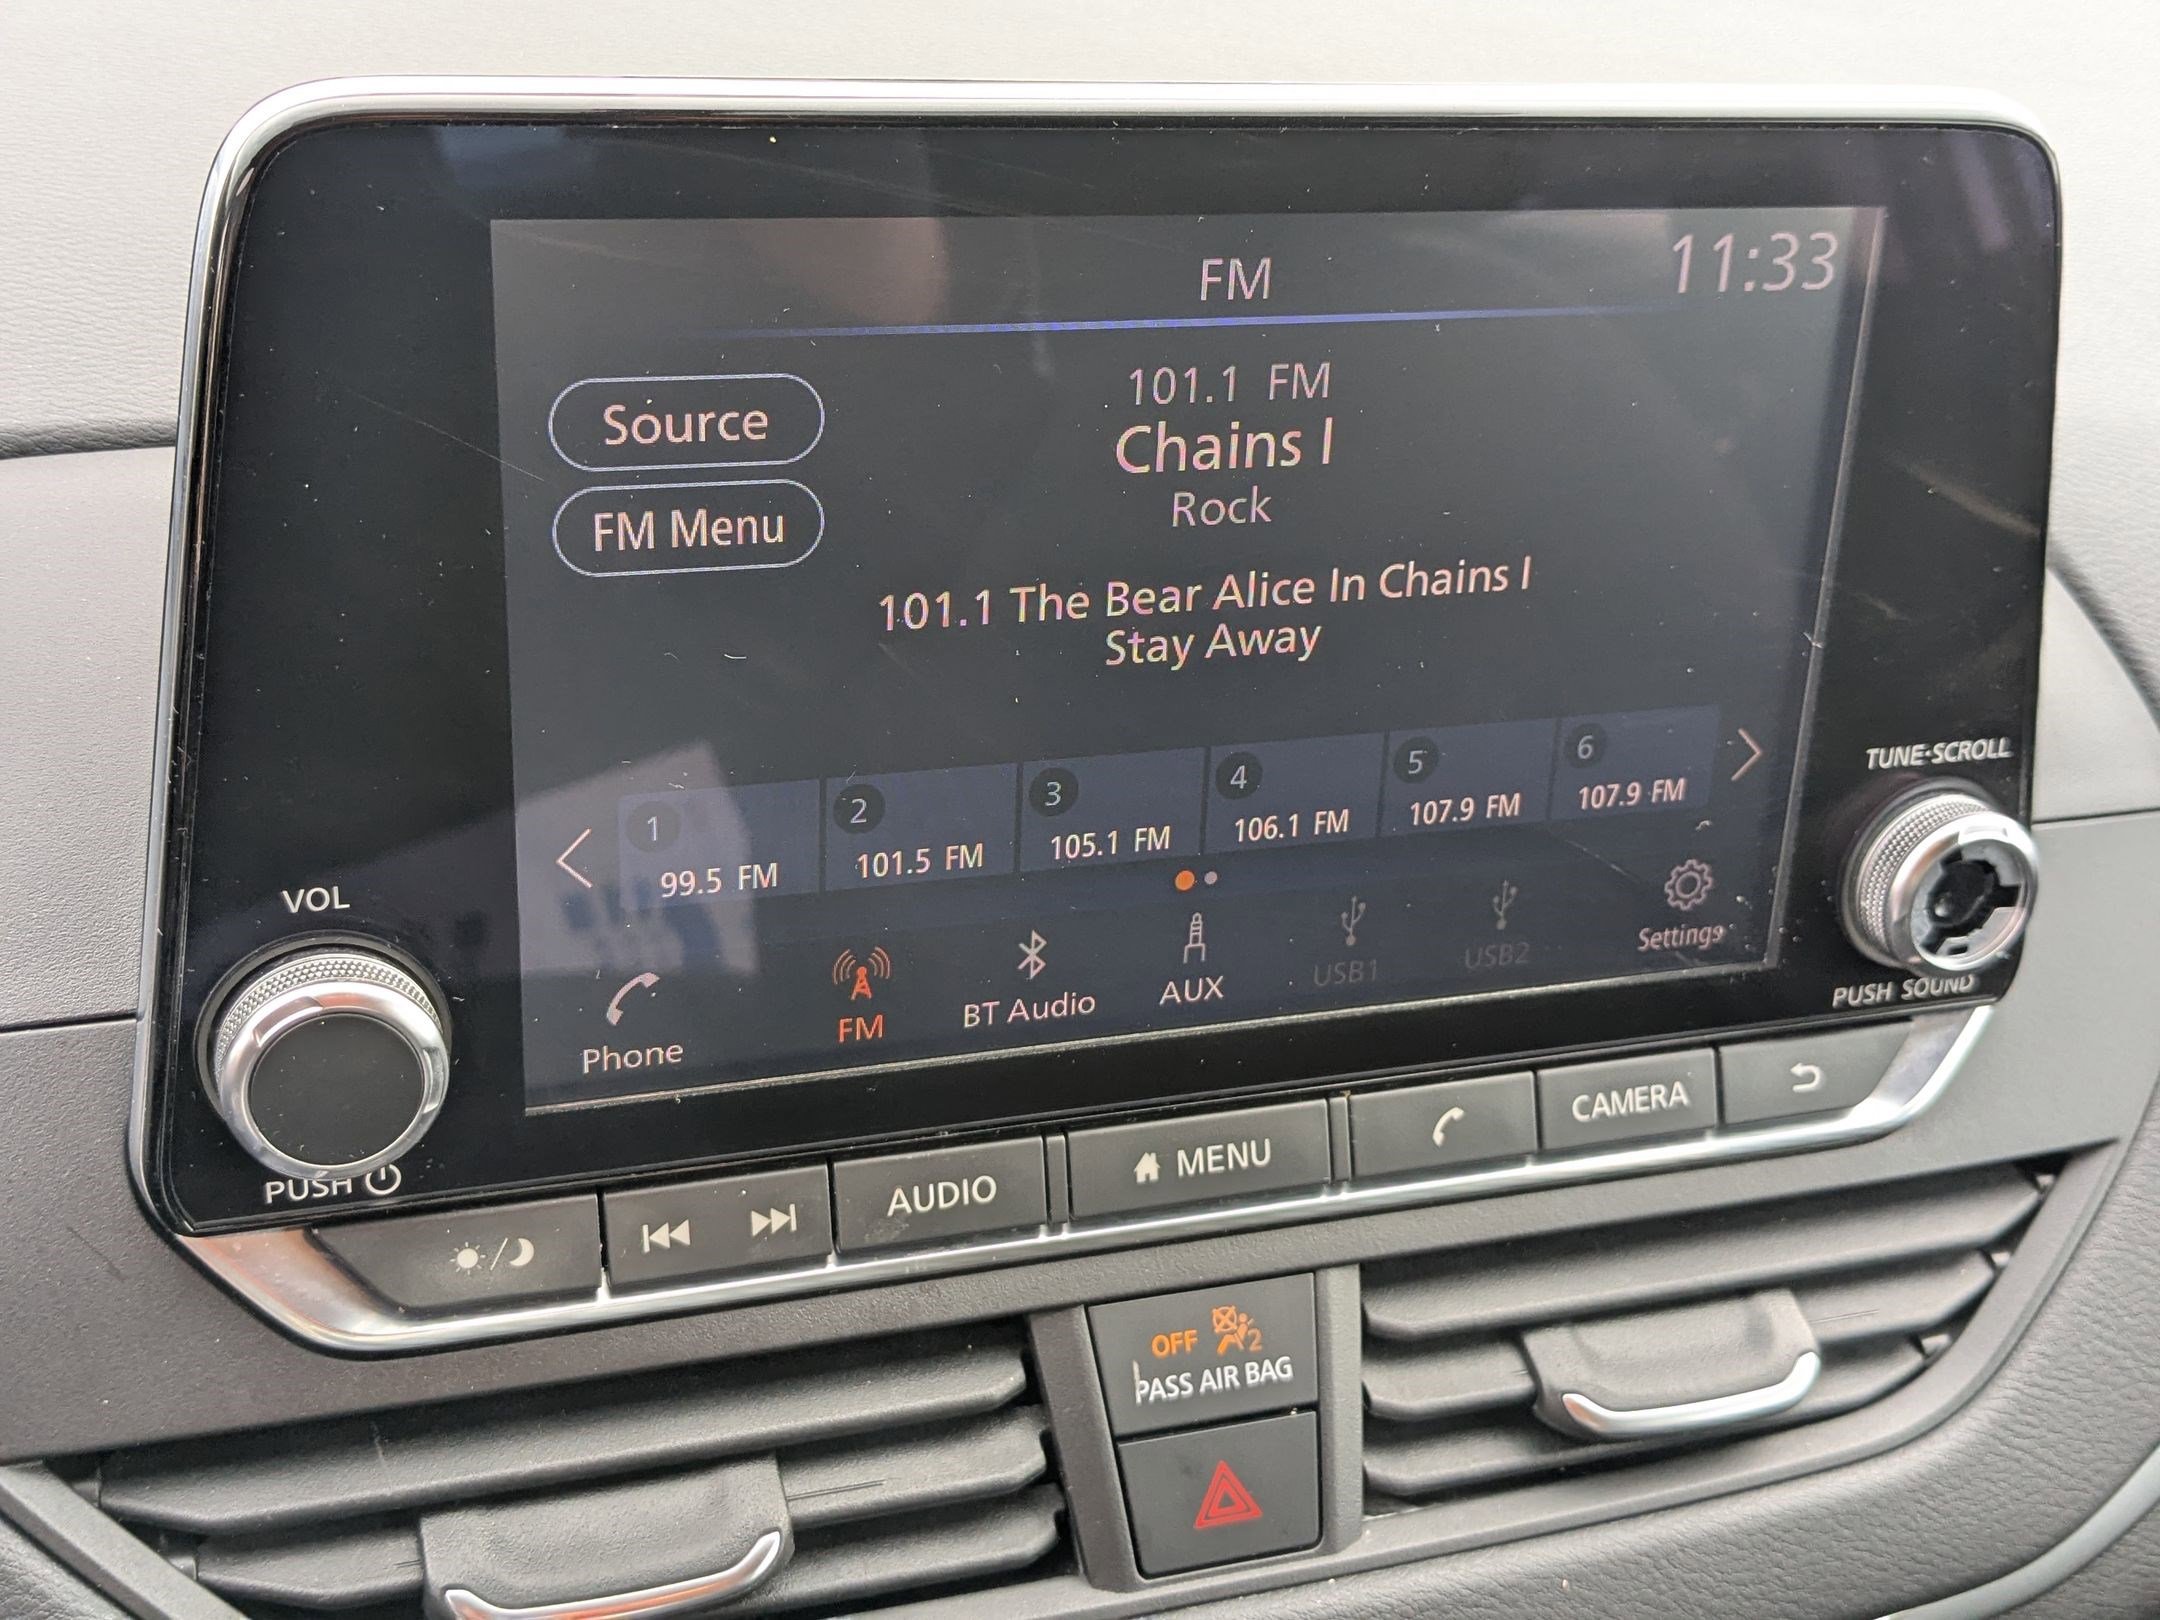 FM
11:33
Source
FM Menu
101.1 FM
Chains I
Rock
101.1 The Bear Alice In Chains I
Stay Away
1
99.5 FM
2
101.5 FM
3
105.1 FM
4
106.1 FM
5
107.9 FM
6
107.9 FM
Phone
FM
BT Audio
AUX
USB1
USB2
Settings
VOL
PUSH
TUNE·SCROLL
PUSH SOUND
AUDIO
MENU
CAMERA
OFF
2
PASS AIR BAG